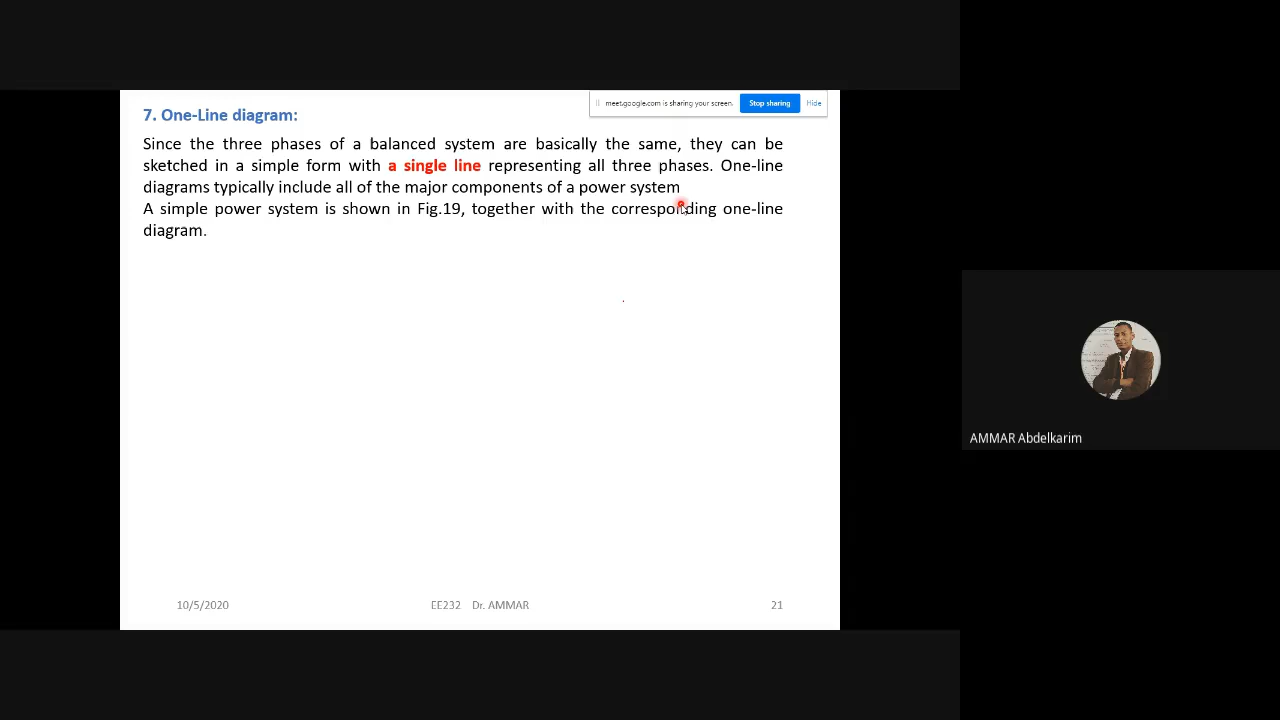 meet.google.com is sharing your screen.
Stop sharing
Hide
7. One-Line diagram:
Since the three phases of a balanced system are basically the same, they can be
sketched in a simple form with a single line representing all three phases. One-line
diagrams typically include all of the major components of a power system
A simple power system is shown in Fig.19, together with the corresponding one-line
diagram.
10/5/2020
EE232 Dr. AMMAR
21
AMMAR Abdelkarim